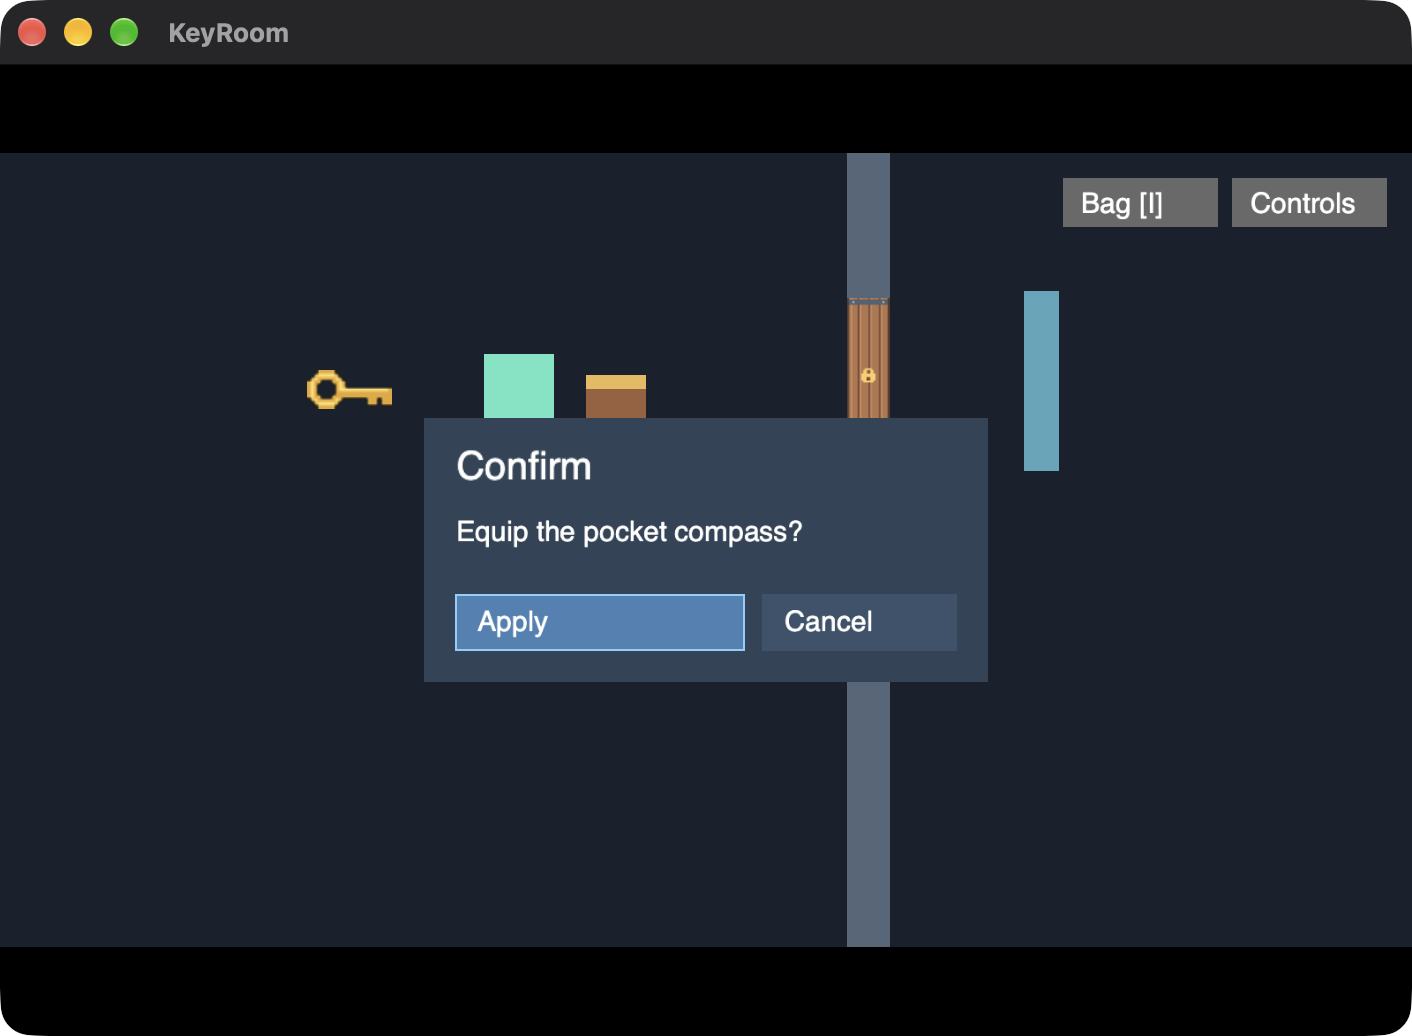 KeyRoom
Bag [I] Controls
Confirm
Equip the pocket compass?
Apply Cancel